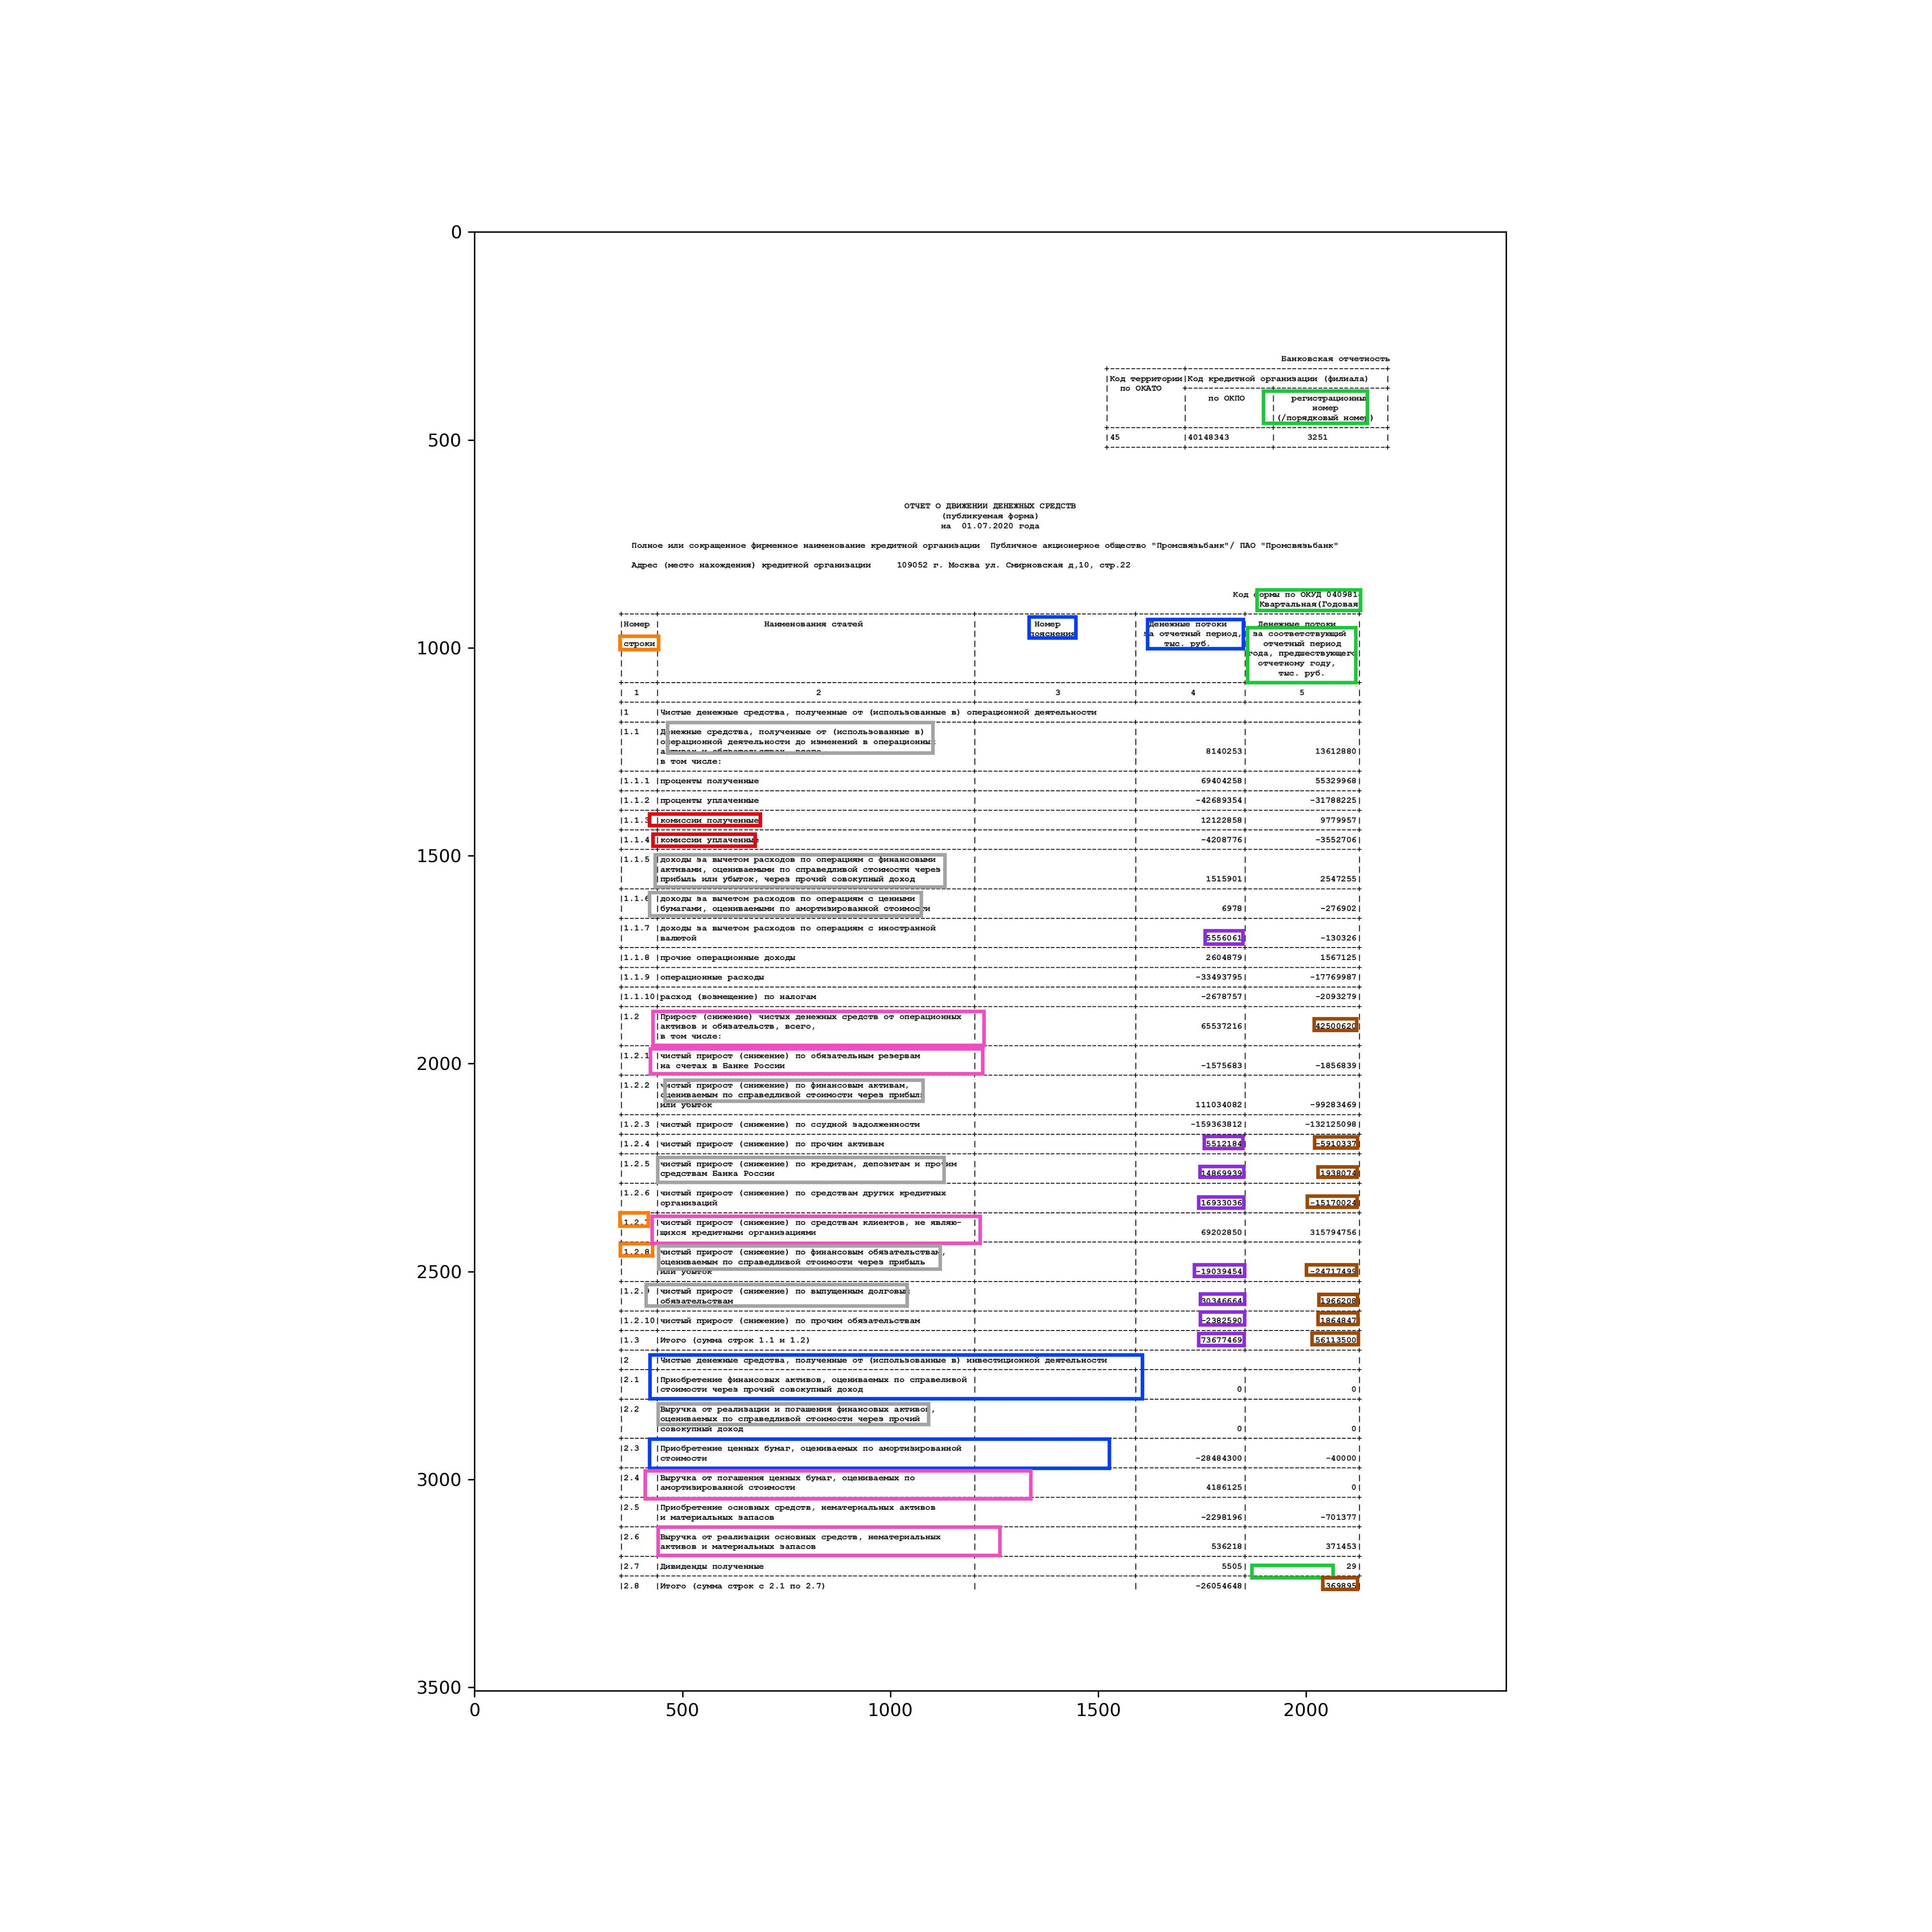 0
Банковская отчетность
|Код территории|Код кредитной организации (филиала) |
по ОКАТО
по ОКПО | регистрационны
номер
(/порядковый номер)
|45 |40148343 | 3251 |
500
ОТЧЕТ О ДВИЖЕНИИ ДЕНЕЖНЫХ СРЕДСТВ
(публикуемая форма)
на 01.07.2020 года
Полное или сокращенное фирменное наименование кредитной организации Публичное акционерное общество "Промсвязьбанк"/ ПАО "Промсвязьбанк"
Адрес (место нахождения) кредитной организации 109052 г. Москва ул. Смирновская д,10, стр.22
Код формы по ОКУД 040981
Квартальная(Годовая
|Номер | Наименования статей | Номер | Денежные потоки | Денежные потоки
пояснения за отчетный период, за соответствующий
1000
строки тыс. руб. отчетный период
года, предшествующего
отчетному году,
тыс. руб.
| 1 | 2 | 3 | 4 | 5 |
|1 |Чистые денежные средства, полученные от (использованные в) операционной деятельности |
|1.1 |Денежные средства, полученные от (использованные в)
операционной деятельности до изменений в операционных
активах и обязательствах, всего, 8140253| 13612880|
в том числе:
|1.1.1 |проценты полученные | | 69404258| 55329968|
|1.1.2 |проценты уплаченные | | -42689354| -31788225|
|1.1.3 |комиссии полученные | | 12122858| 9779957|
|1.1.4 |комиссии уплаченные | | -4208776| -3552706|
1500
|1.1.5 |доходы за вычетом расходов по операциям с финансовыми
|активами, оцениваемыми по справедливой стоимости через
|прибыль или убыток, через прочий совокупный доход | | 1515901| 2547255|
|1.1.6 |доходы за вычетом расходов по операциям с ценными
|бумагами, оцениваемыми по амортизированной стоимости | | 6978| -276902|
|1.1.7 |доходы за вычетом расходов по операциям с иностранной
|валютой | | 5556061| -130326|
|1.1.8 |прочие операционные доходы | | 2604879| 1567125|
|1.1.9 |операционные расходы | | -33493795| -17769987|
|1.1.10|расход (возмещение) по налогам | | -2678757| -2093279|
|1.2 |Прирост (снижение) чистых денежных средств от операционных
|активов и обязательств, всего, | | 65537216| 42500620|
|в том числе:
2000
|1.2.1 |чистый прирост (снижение) по обязательным резервам
|на счетах в Банке России | | -1575683| -1856839|
|1.2.2 |чистый прирост (снижение) по финансовым активам,
оцениваемым по справедливой стоимости через прибыль
или убыток | | 111034082| -99283469|
|1.2.3 |чистый прирост (снижение) по ссудной задолженности | | -159363812| -132125098|
|1.2.4 |чистый прирост (снижение) по прочим активам | | 5512184| -5910337|
|1.2.5 |чистый прирост (снижение) по кредитам, депозитам и прочим
|средствам Банка России | | 14869939| 1938074|
|1.2.6 |чистый прирост (снижение) по средствам других кредитных
|организаций | | 16933036| -15170024|
|1.2.7 |чистый прирост (снижение) по средствам клиентов, не являю-
|щихся кредитными организациями | | 69202850| 315794756|
|1.2.8 |чистый прирост (снижение) по финансовым обязательствам,
|оцениваемым по справедливой стоимости через прибыль
2500
|или убыток | | -19039454| -24717499|
|1.2.9 |чистый прирост (снижение) по выпущенным долговым
|обязательствам | | 30346664| 1966208|
|1.2.10|чистый прирост (снижение) по прочим обязательствам | | -2382590| 1864847|
|1.3 |Итого (сумма строк 1.1 и 1.2) | | 73677469| 56113500|
|2 |Чистые денежные средства, полученные от (использованные в) инвестиционной деятельности |
|2.1 |Приобретение финансовых активов, оцениваемых по справеливой
|стоимости через прочий совокупный доход | | 0| 0|
|2.2 |Выручка от реализации и погашения финансовых активов,
|оцениваемых по справедливой стоимости через прочий
|совокупный доход | | 0| 0|
|2.3 |Приобретение ценных бумаг, оцениваемых по амортизированной
|стоимости | | -28484300| -40000|
3000
|2.4 |Выручка от погашения ценных бумаг, оцениваемых по
|амортизированной стоимости | | 4186125| 0|
|2.5 |Приобретение основных средств, нематериальных активов
|и материальных запасов | | -2298196| -701377|
|2.6 |Выручка от реализации основных средств, нематериальных
|активов и материальных запасов | | 536218| 371453|
|2.7 |Дивиденды полученные | | 5505| 29|
|2.8 |Итого (сумма строк с 2.1 по 2.7) | | -26054648| 369895|
3500
0 500 1000 1500 2000